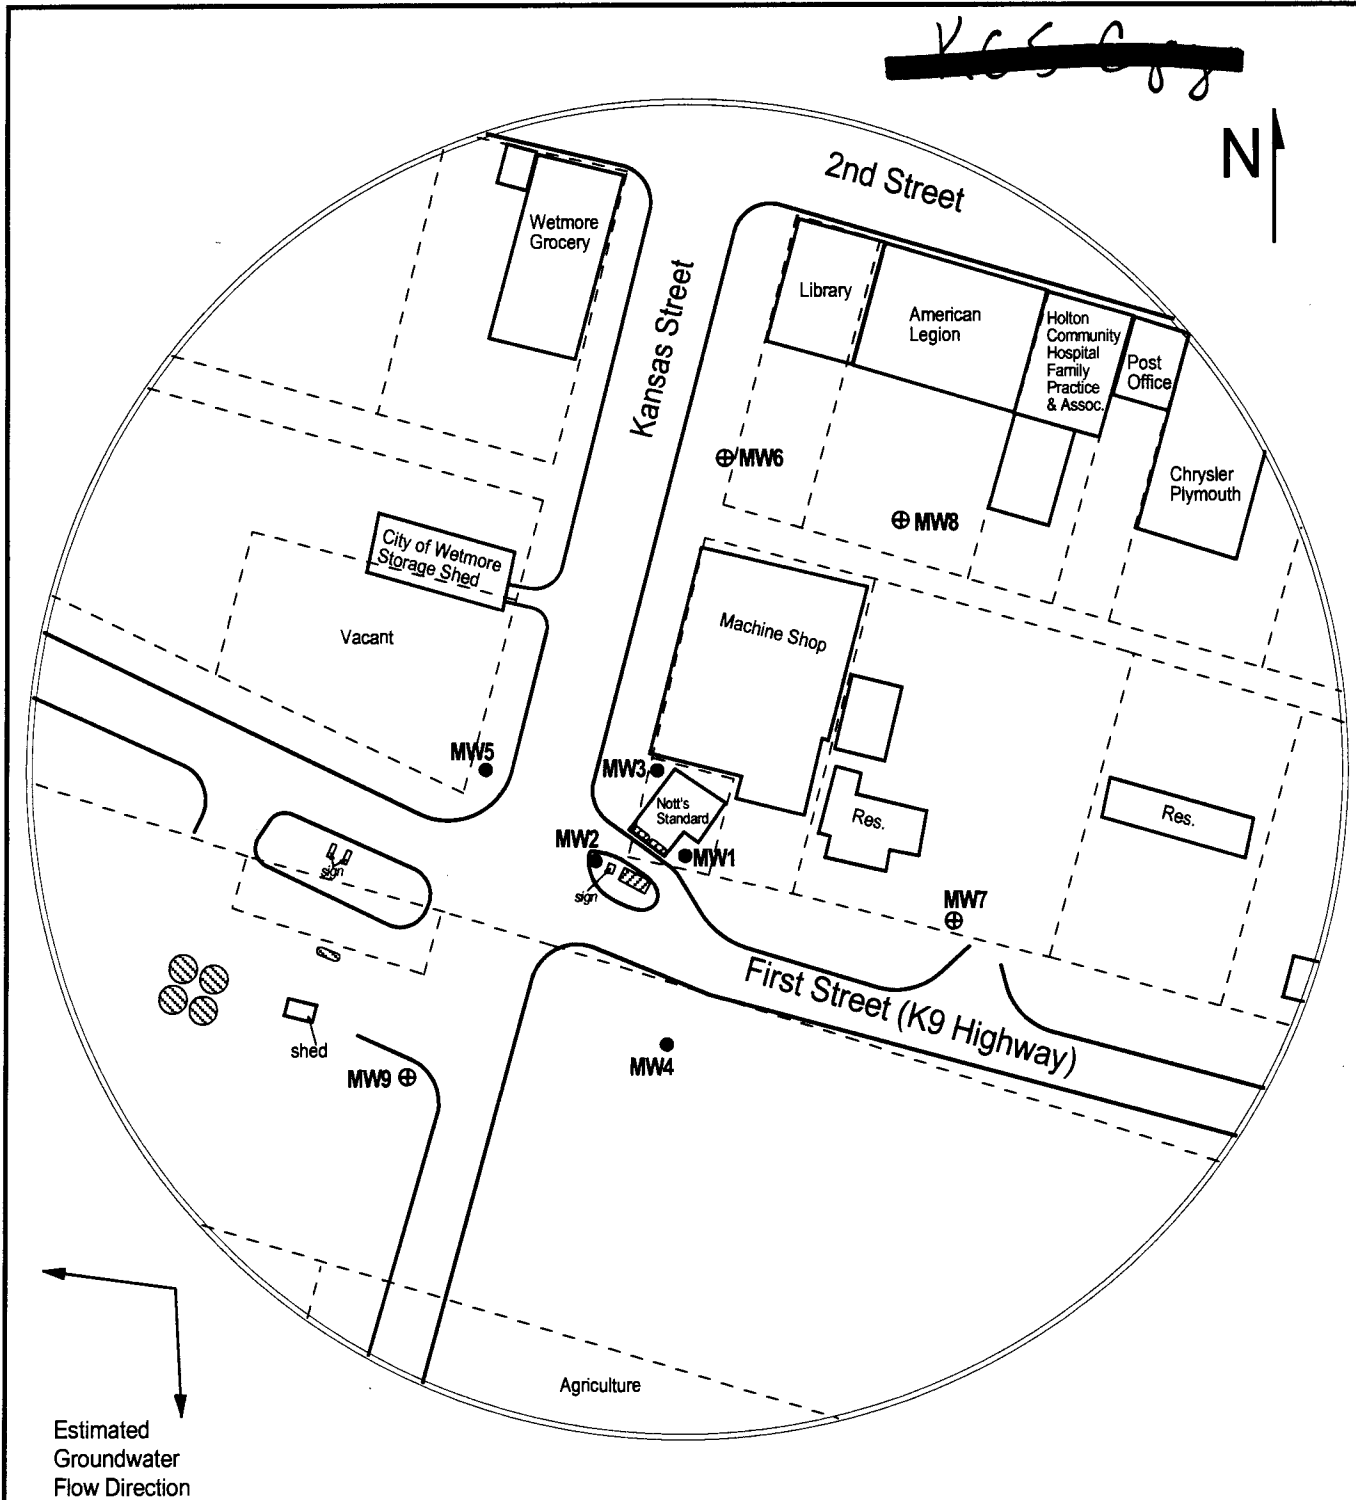 N
2nd Street
Wetmore
Grocery
Kansas Street
Library
American
Legion
Holton
Community
Hospital
Family
Practice
& Assoc.
Post
Office
Chrysler
Plymouth
MW6
MW8
City of Wetmore
Storage Shed
Vacant
Machine Shop
MW5
MW3
Nott's
Standard
Res.
Res.
MW2
MW1
sign
sign
MW7
First Street (K9 Highway)
shed
MW4
MW9
Agriculture
Estimated
Groundwater
Flow Direction